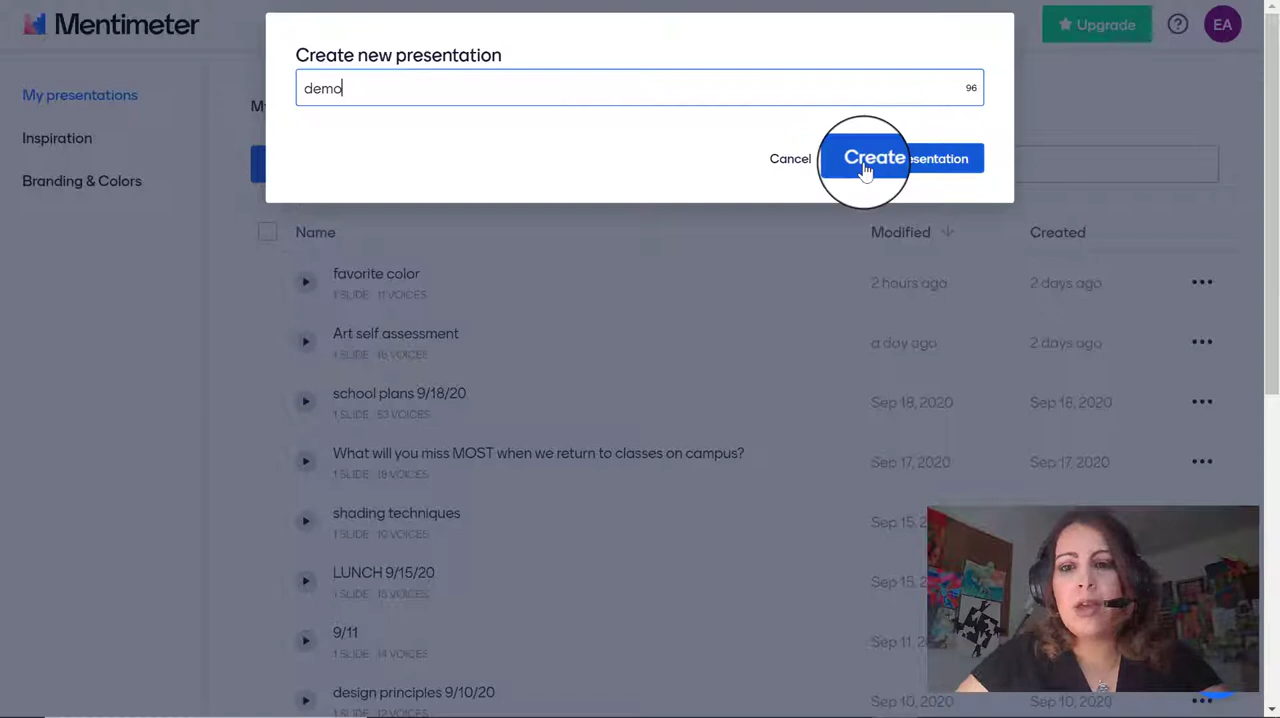 Mentimeter
Upgrade
?
EA
Create new presentation
demo
96
Cancel
Create
esentation
My presentations
Inspiration
Branding & Colors
M
Name
Modified
Created
favorite color
1 SLIDE 11 VOICES
2 hours ago
2 days ago
Art self assessment
1 SLIDE 16 VOICES
a day ago
2 days ago
school plans 9/18/20
1 SLIDE 53 VOICES
Sep 18, 2020
Sep 18, 2020
What will you miss MOST when we return to classes on campus?
1 SLIDE 19 VOICES
Sep 17, 2020
Sep 17, 2020
shading techniques
1 SLIDE 10 VOICES
Sep 15, 2
LUNCH 9/15/20
1 SLIDE 15 VOICES
Sep 15, 2
9/11
1 SLIDE 14 VOICES
Sep 11, 2
design principles 9/10/20
1 SLIDE 12 VOICES
Sep 10, 2020
Sep 10, 2020